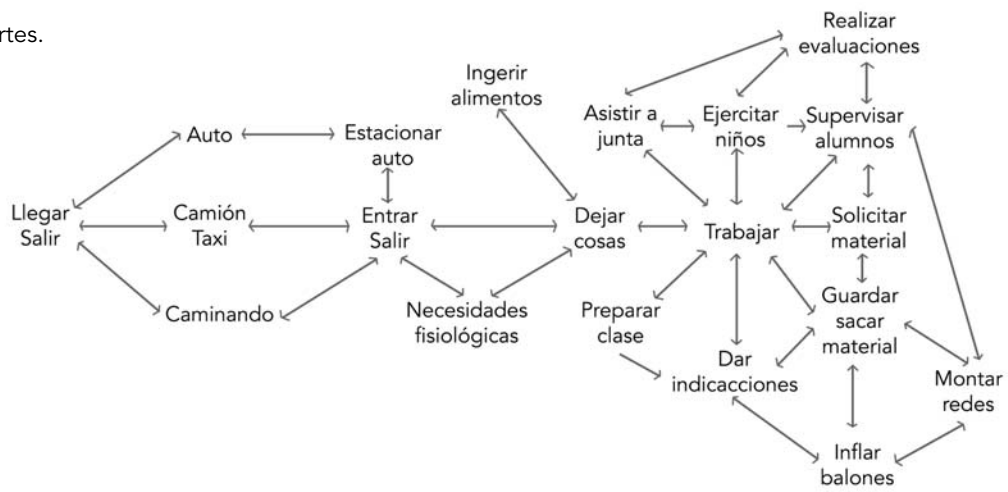 rtes.
Realizar
evaluaciones
Ingerir
alimentos
Asistir a
junta
Ejercitar
niños
Supervisar
alumnos
Auto
Estacionar
auto
Llegar
Salir
Camión
Taxi
Entrar
Salir
Dejar
cosas
Trabajar
Solicitar
material
Caminando
Necesidades
fisiológicas
Preparar
clase
Guardar
sacar
material
Dar
indicacciones
Montar
redes
Inflar
balones